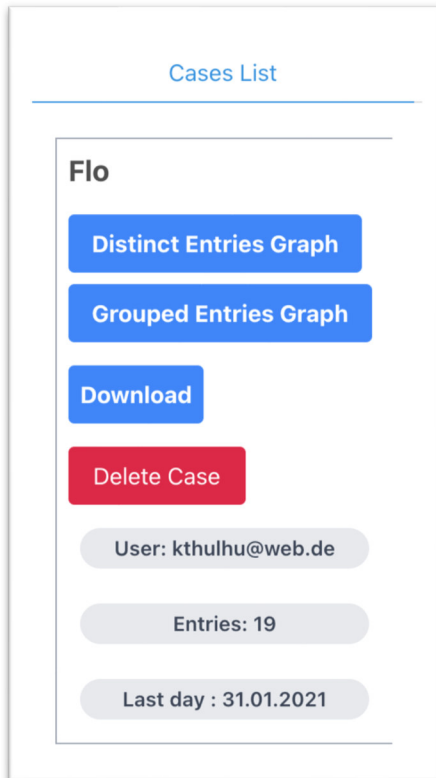 Cases List
Flo
Distinct Entries Graph
Grouped Entries Graph
Download
Delete Case
User: kthulhu@web.de
Entries: 19
Last day : 31.01.2021